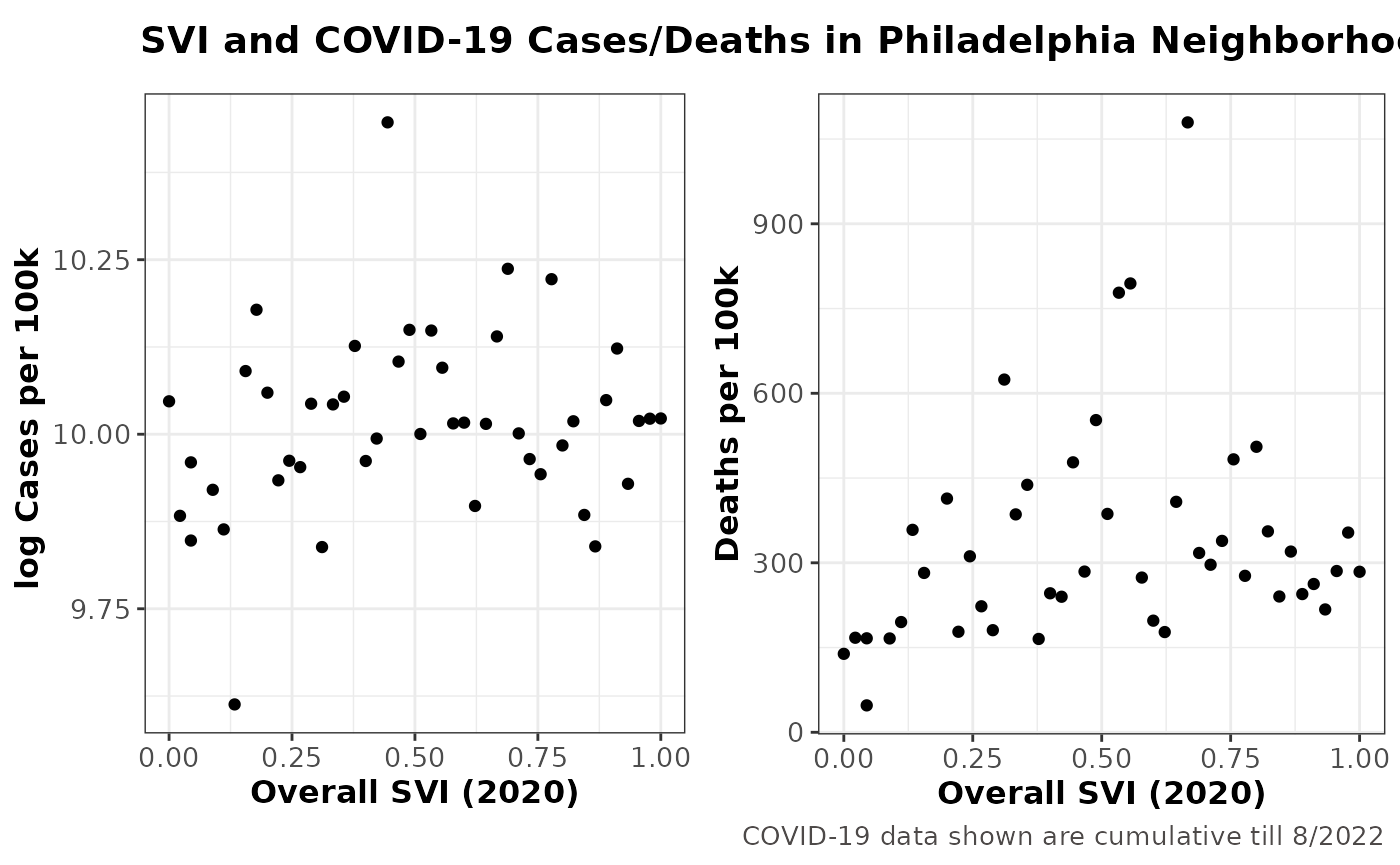 SVI and COVID-19 Cases/Deaths in Philadelphia
log Cases per 100k
10.25
10.00
9.75
0.00 0.25 0.50 0.75 1.00
Overall SVI (2020)
Deaths per 100k
900
600
300
0
0.00 0.25 0.50 0.75 1.00
Overall SVI (2020)
COVID-19 data shown are cumulative till 8/2022